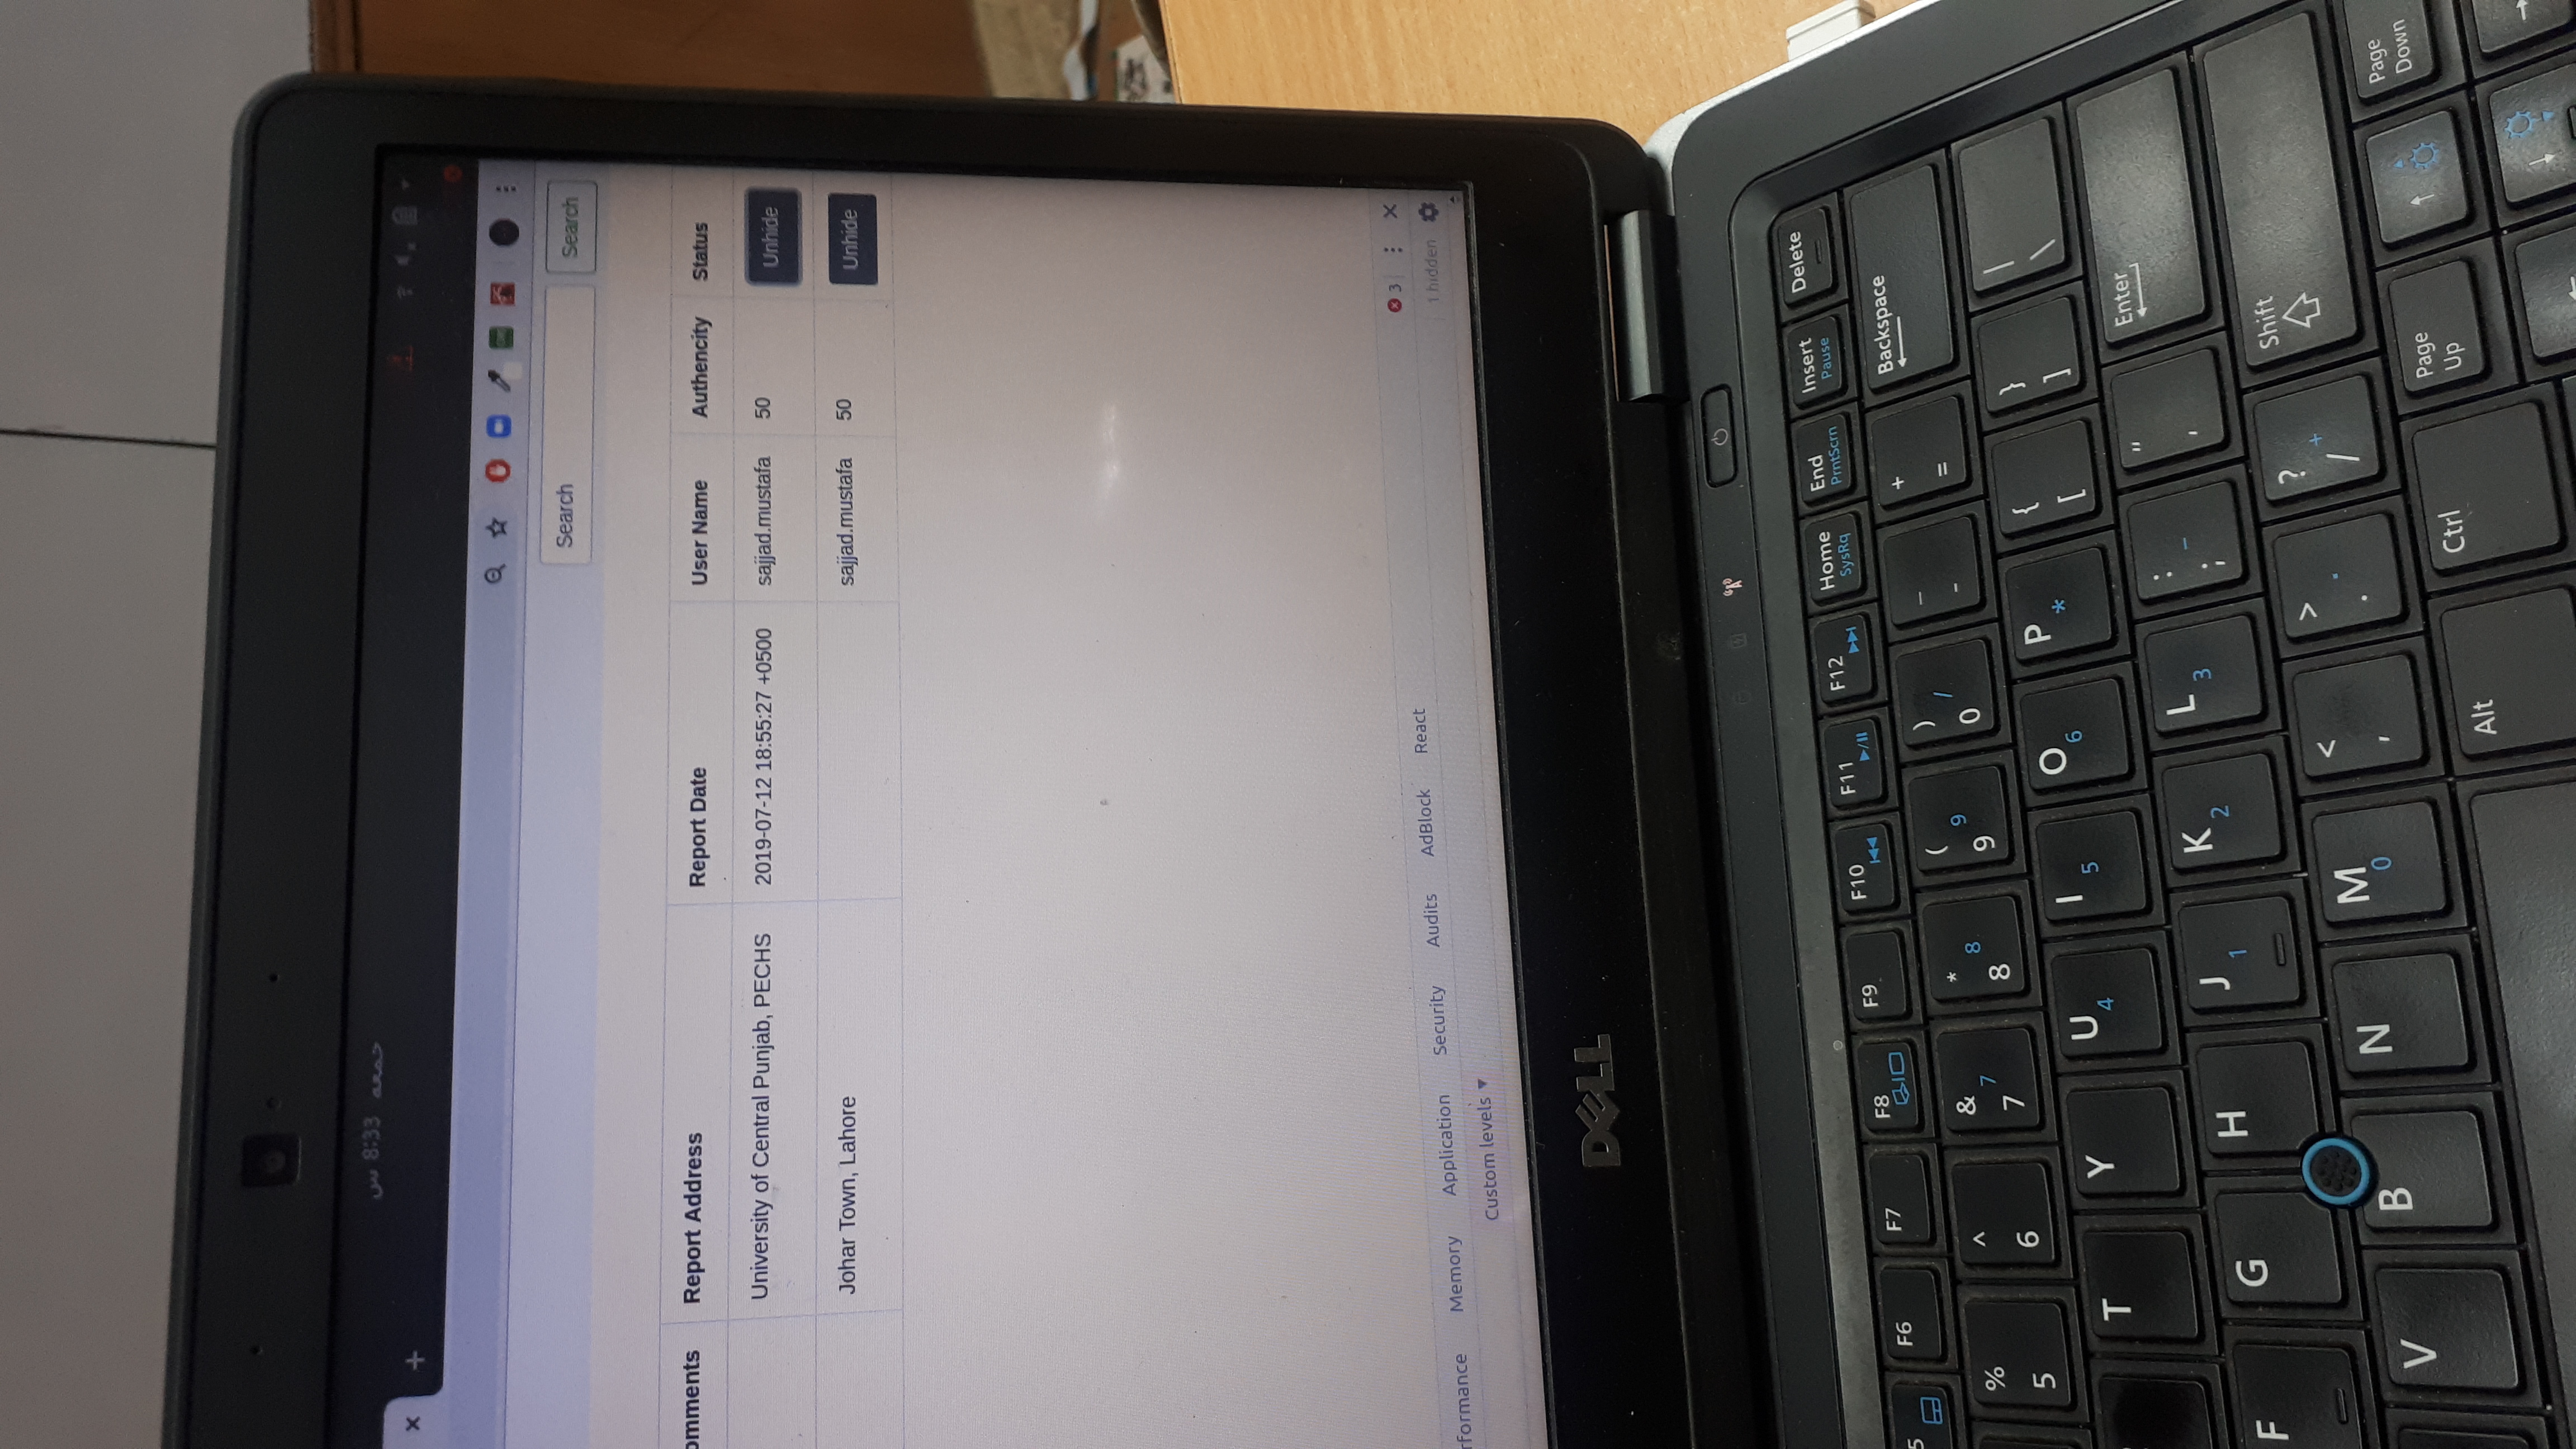 جمعه 8:33 س
Search Search
omments Report Address Report Date User Name Authencity Status
University of Central Punjab, PECHS 2019-07-12 18:55:27 +0500 sajjad.mustafa 50 Unhide
Johar Town, Lahore sajjad.mustafa 50 Unhide
3
rformance Memory Application Security Audits AdBlock React
1 hidden
Custom levels ▼
DELL
5 F6 F7 F8 F9 F10 F11 F12 Home SysRq End PrntScrn Insert Pause Delete
% 5 ^ 6 & 7 7 * 8 8 ( 9 9 ) 0 / _ - + = Backspace
T Y U 4 I 5 O 6 P * { [ } ] | \
F G H J 1 K 2 L 3 : ; - " ' Enter
V B N M 0 < , > . . ? / + Shift
Alt Ctrl Page Up Page Down